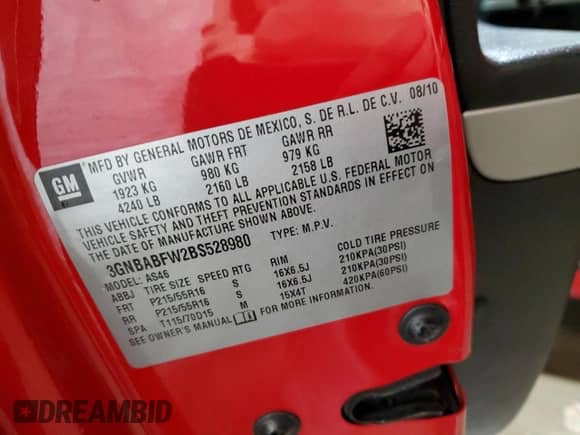 GM
MFD BY GENERAL MOTORS DE MEXICO, S. DE R.L. DE C.V. 08/10
GVWR GAWR FRT GAWR RR
1923 KG 980 KG 979 KG
4240 LB 2160 LB 2158 LB
THIS VEHICLE CONFORMS TO ALL APPLICABLE U.S. FEDERAL MOTOR
VEHICLE SAFETY AND THEFT PREVENTION STANDARDS IN EFFECT ON
THE DATE OF MANUFACTURE SHOWN ABOVE.
3GNBABFW2BS528980 TYPE: M.P.V.
MODEL: AS46
ABBJ TIRE SIZE SPEED RTG RIM COLD TIRE PRESSURE
FRT P215/55R16 S 16X6.5J 210KPA(30PSI)
RR P215/55R16 S 16X6.5J 210KPA(30PSI)
SPA T115/70D15 M 15X4T 420KPA(60PSI)
SEE OWNER'S MANUAL FOR MORE INFORMATION.
DREAMBID